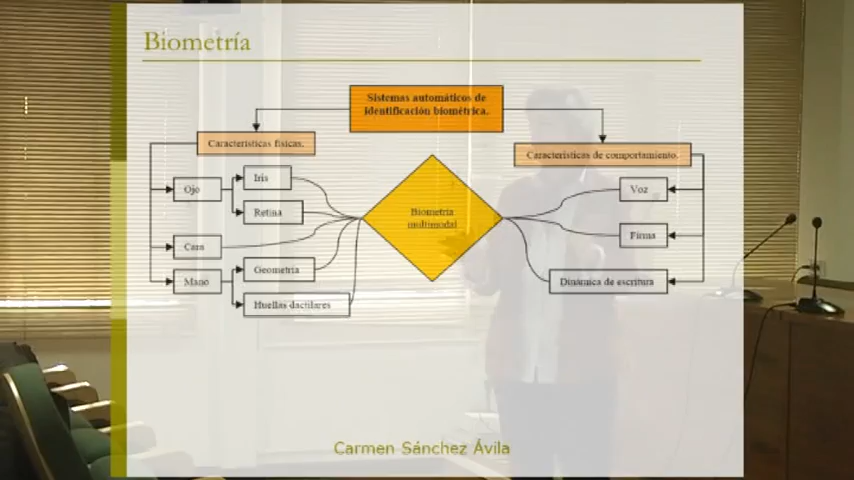 Biometría
Sistemas automáticos de
identificación biométrica.
Características físicas.
Características de comportamiento.
Ojo
Iris
Retina
Cara
Mano
Geometría
Huellas dactilares
Biometría
multimodal
Voz
Firma
Dinámica de escritura
Carmen Sánchez Ávila